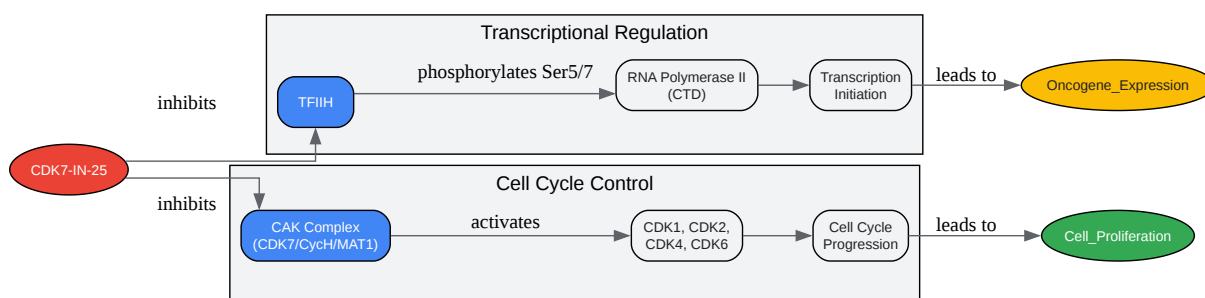 Transcriptional Regulation
phosphorylates Ser5/7
TFIIH
RNA Polymerase II
(CTD)
Transcription
Initiation
leads to
Oncogene_Expression
inhibits
CDK7-IN-25
inhibits
Cell Cycle Control
CAK Complex
(CDK7/CycH/MAT1)
activates
CDK1, CDK2,
CDK4, CDK6
Cell Cycle
Progression
leads to
Cell_Proliferation